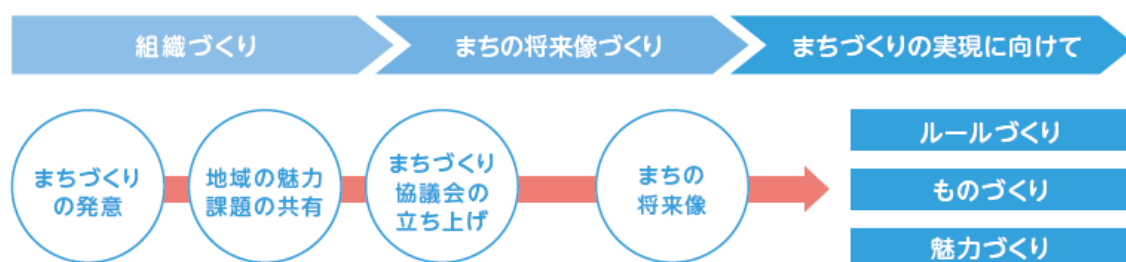 組織づくり
まちの将来像づくり
まちづくりの実現に向けて
まちづくり
の発意
地域の魅力
課題の共有
まちづくり
協議会の
立ち上げ
まちの
将来像
ルールづくり
ものづくり
魅力づくり